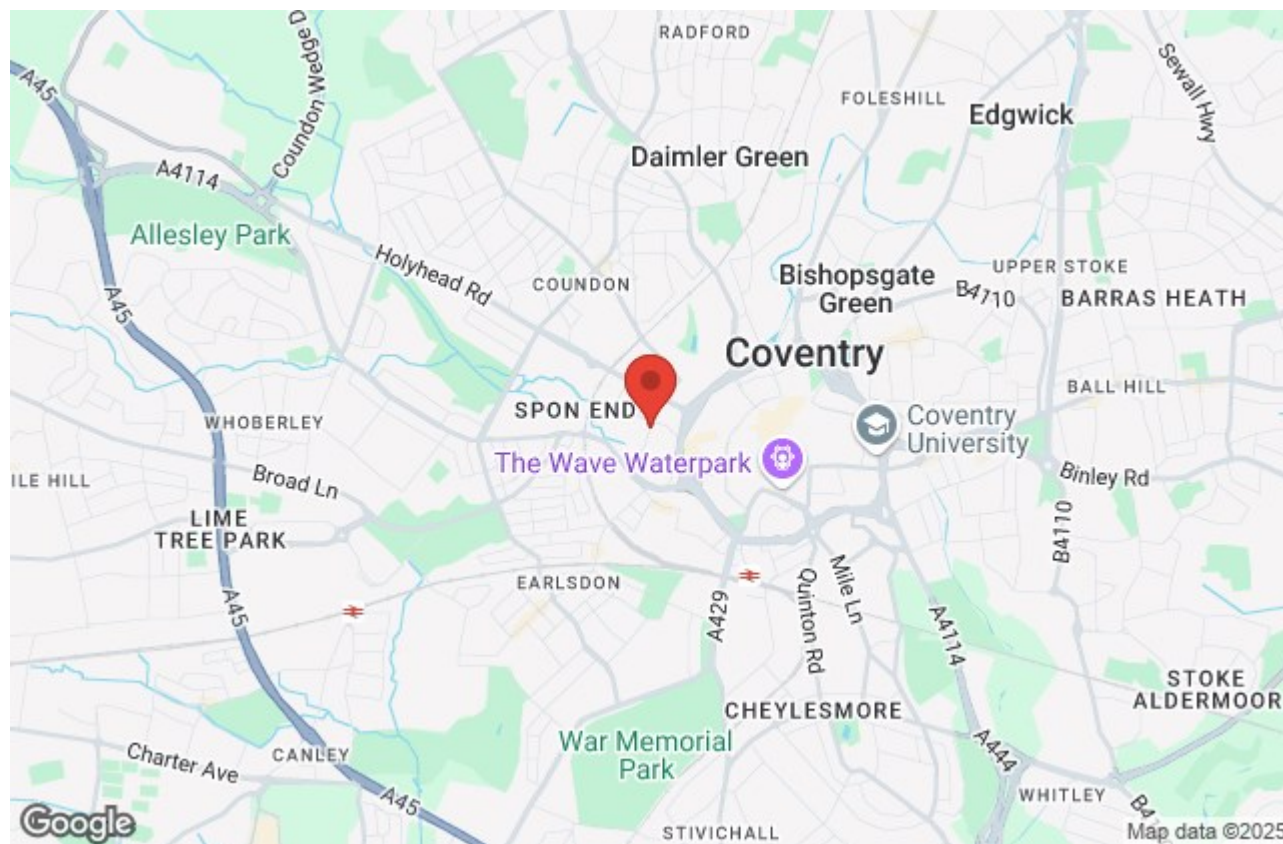 RADFORD
Coundon Wedge D
A45
Sewall Hwy
FOLESHILL
Edgwick
Daimler Green
A4114
Allesley Park
Holyhead Rd
COUNDON
Bishopsgate
Green
UPPER STOKE
B4110
BARRAS HEATH
A45
Coventry
BALL HILL
SPON END
WHOBERLEY
Coventry
University
The Wave Waterpark
Binley Rd
ILE HILL
Broad Ln
LIME
TREE PARK
B4110
EARLSDON
Mile Ln
Quinton Rd
A429
A45
A4114
STOKE
ALDERMOOR
CHEYLESMORE
War Memorial
Park
A444
CANLEY
Charter Ave
A45
WHITLEY
B4
STIVICHALL
Google
Map data ©2025